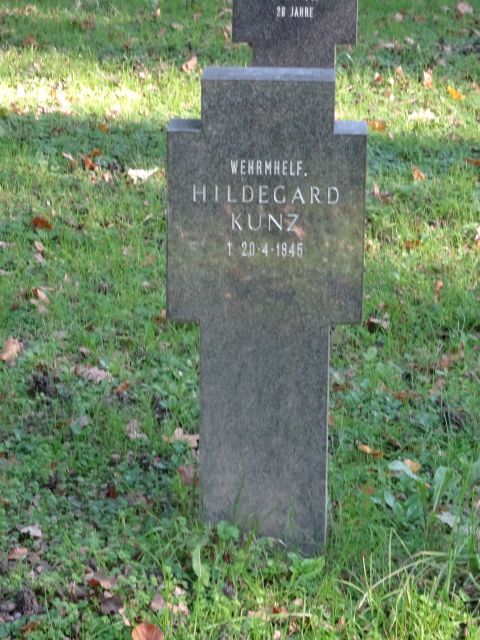 28 JAHRE
WEHRMHELF.
HILDEGARD
KUNZ
† 20·4·1945